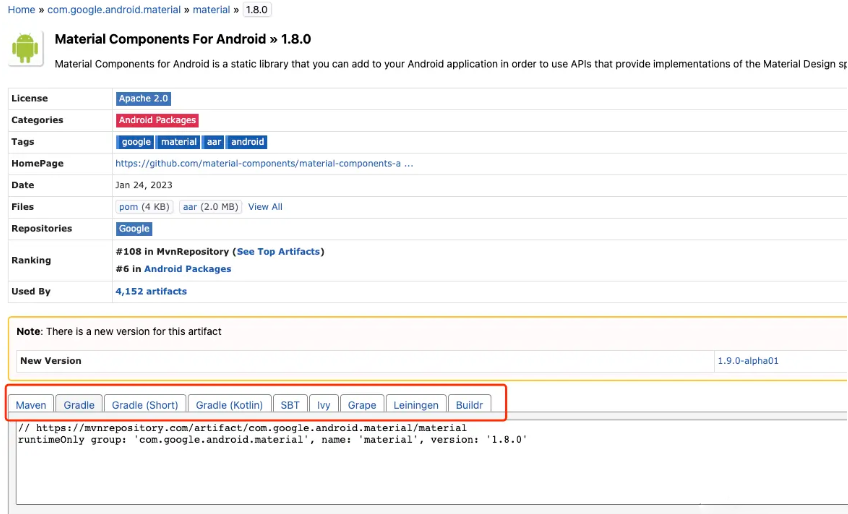 Home » com.google.android.material » material » 1.8.0
Material Components For Android » 1.8.0
Material Components for Android is a static library that you can add to your Android application in order to use APIs that provide implementations of the Material Design sp
License Apache 2.0
Categories Android Packages
Tags google material aar android
HomePage https://github.com/material-components/material-components-a ...
Date Jan 24, 2023
Files pom (4 KB) aar (2.0 MB) View All
Repositories Google
Ranking #108 in MvnRepository (See Top Artifacts)
#6 in Android Packages
Used By 4,152 artifacts
Note: There is a new version for this artifact
New Version 1.9.0-alpha01
Maven Gradle Gradle (Short) Gradle (Kotlin) SBT Ivy Grape Leiningen Buildr
// https://mvnrepository.com/artifact/com.google.android.material/material
runtimeOnly group: 'com.google.android.material', name: 'material', version: '1.8.0'